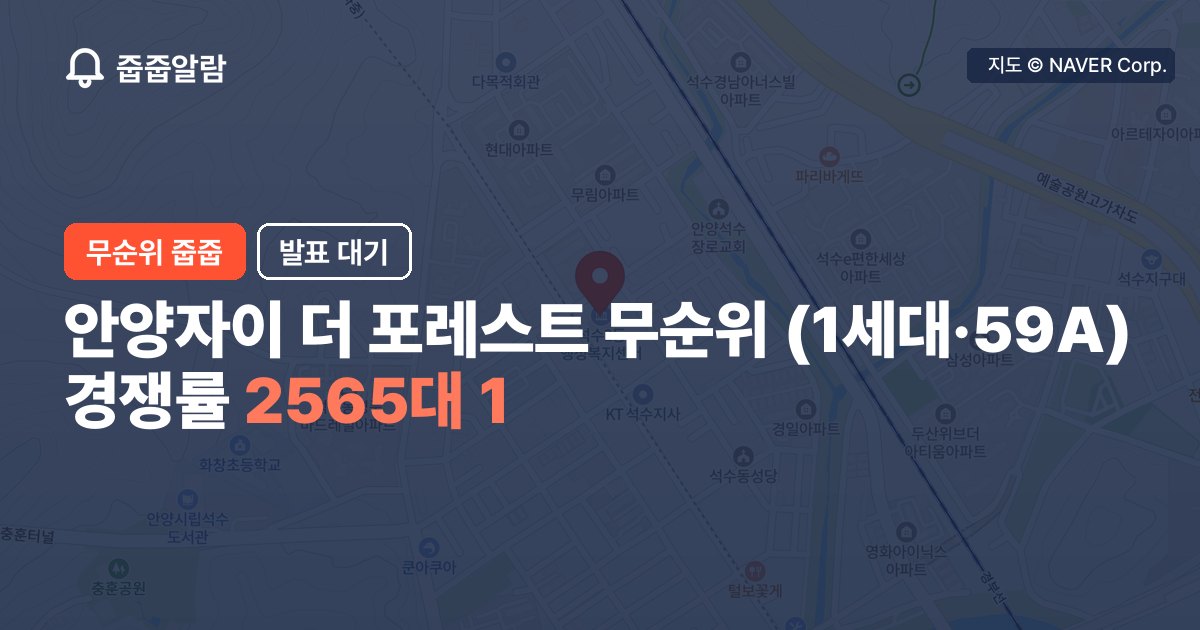 줍줍알람
지도 © NAVER Corp.
다목적회관
석수경남아너스빌
아파트
현대아파트
아르테자이아파
무림아파트
파리바게뜨
예술공원고가차도
안양석수
장로교회
석수e편한세상
아파트
석수지구대
무순위 줍줍
발표 대기
안양자이 더 포레스트 무순위 (1세대·59A)
경쟁률 2565대 1
삼성아파트
KT 석수지사
경일아파트
두산위브더
아티움아파트
화창초등학교
석수동성당
안양시립석수
도서관
충훈터널
영화아이닉스
아파트
쿤아쿠아
충훈공원
털보꽃게
경부선